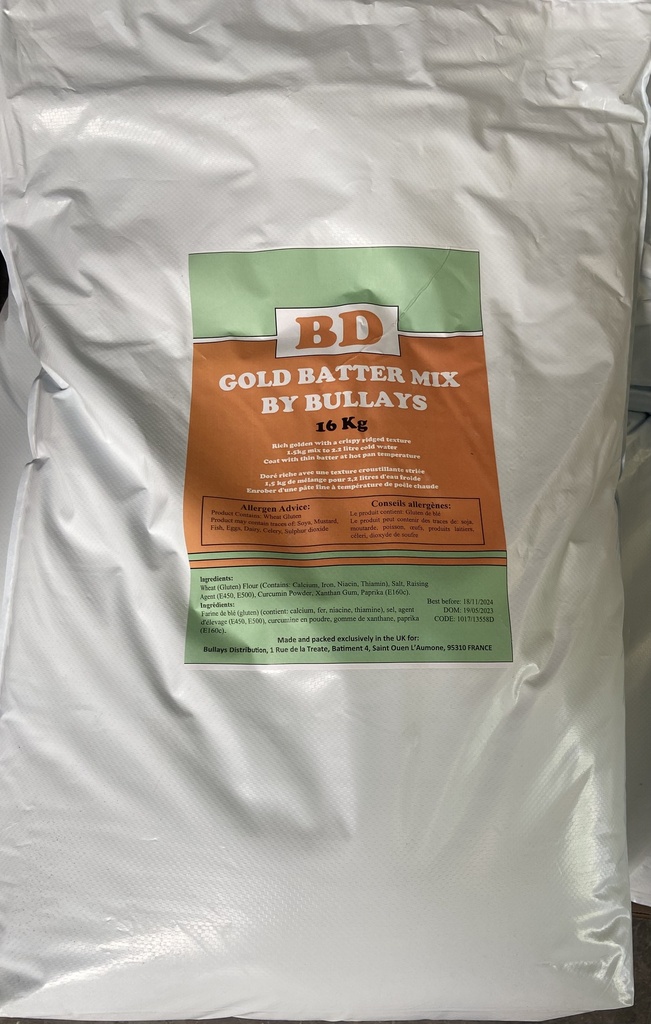 BD
GOLD BATTER MIX
BY BULLAYS
16 Kg
Rich golden with a crispy ridged texture
1.5kg mix to 2.2 litre cold water
Coat with thin batter at hot pan temperature
Doré riche avec une texture croustillante striée
1,5 kg de mélange pour 2,2 litres d'eau froide
Enrober d'une pâte fine à température de poêle chaude
Allergen Advice:
Product Contains: Wheat Gluten
Product may contain traces of: Soya, Mustard,
Fish, Eggs, Dairy, Celery, Sulphur dioxide
Conseils allergènes:
Le produit contient: Gluten de blé
Le produit peut contenir des traces de: soja,
moutarde, poisson, œufs, produits laitiers,
céleri, dioxyde de soufre
Ingredients:
Wheat (Gluten) Flour (Contains: Calcium, Iron, Niacin, Thiamin), Salt, Raising
Agent (E450, E500), Curcumin Powder, Xanthan Gum, Paprika (E160c).
Ingrédients:
Farine de blé (gluten) (contient: calcium, fer, niacine, thiamine), sel, agent
d'élevage (E450, E500), curcumine en poudre, gomme de xanthane, paprika
(E160c).
Best before: 18/11/2024
DOM: 19/05/2023
CODE: 1017/13558D
Made and packed exclusively in the UK for:
Bullays Distribution, 1 Rue de la Treate, Batiment 4, Saint Ouen L'Aumone, 95310 FRANCE